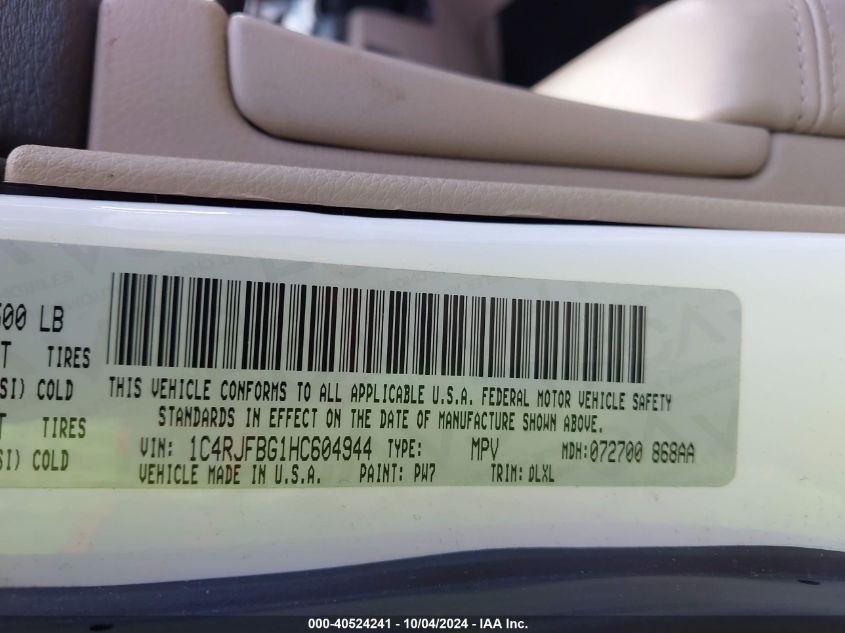 500 LB
TIRES
SI) COLD
THIS VEHICLE CONFORMS TO ALL APPLICABLE U.S.A. FEDERAL MOTOR VEHICLE SAFETY
STANDARDS IN EFFECT ON THE DATE OF MANUFACTURE SHOWN ABOVE.
TIRES
VIN: 1C4RJFBG1HC604944 TYPE: MPV MDH:072700 868AA
SI) COLD
VEHICLE MADE IN U.S.A. PAINT: PW7 TRIM: DLXL
000-40524241 - 10/04/2024 - IAA Inc.